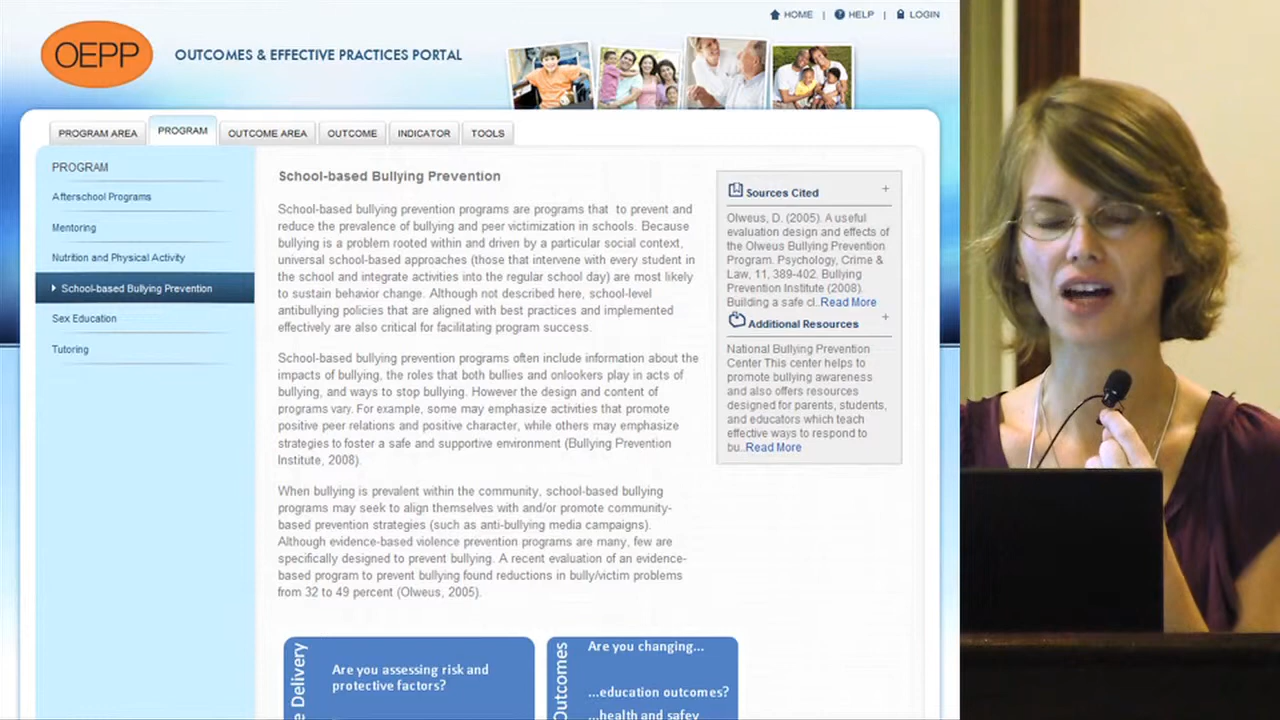 HOME | HELP | LOGIN
OEPP
OUTCOMES & EFFECTIVE PRACTICES PORTAL
PROGRAM AREA
PROGRAM
OUTCOME AREA
OUTCOME
INDICATOR
TOOLS
PROGRAM
Afterschool Programs
Mentoring
Nutrition and Physical Activity
School-based Bullying Prevention
Sex Education
Tutoring
School-based Bullying Prevention
School-based bullying prevention programs are programs that to prevent and
reduce the prevalence of bullying and peer victimization in schools. Because
bullying is a problem rooted within and driven by a particular social context,
universal school-based approaches (those that intervene with every student in
the school and integrate activities into the regular school day) are most likely
to sustain behavior change. Although not described here, school-level
antibullying policies that are aligned with best practices and implemented
effectively are also critical for facilitating program success.
School-based bullying prevention programs often include information about the
impacts of bullying, the roles that both bullies and onlookers play in acts of
bullying, and ways to stop bullying. However the design and content of
programs vary. For example, some may emphasize activities that promote
positive peer relations and positive character, while others may emphasize
strategies to foster a safe and supportive environment (Bullying Prevention
Institute, 2008).
When bullying is prevalent within the community, school-based bullying
programs may seek to align themselves with and/or promote community-
based prevention strategies (such as anti-bullying media campaigns).
Although evidence-based violence prevention programs are many, few are
specifically designed to prevent bullying. A recent evaluation of an evidence-
based program to prevent bullying found reductions in bully/victim problems
from 32 to 49 percent (Olweus, 2005).
Sources Cited +
Olweus, D. (2005). A useful
evaluation design and effects of
the Olweus Bullying Prevention
Program. Psychology, Crime &
Law, 11, 389-402. Bullying
Prevention Institute (2008).
Building a safe cl..Read More
Additional Resources +
National Bullying Prevention
Center This center helps to
promote bullying awareness
and also offers resources
designed for parents, students,
and educators which teach
effective ways to respond to
bu..Read More
e Delivery
Are you assessing risk and
protective factors?
Outcomes
Are you changing...
...education outcomes?
...health and safey